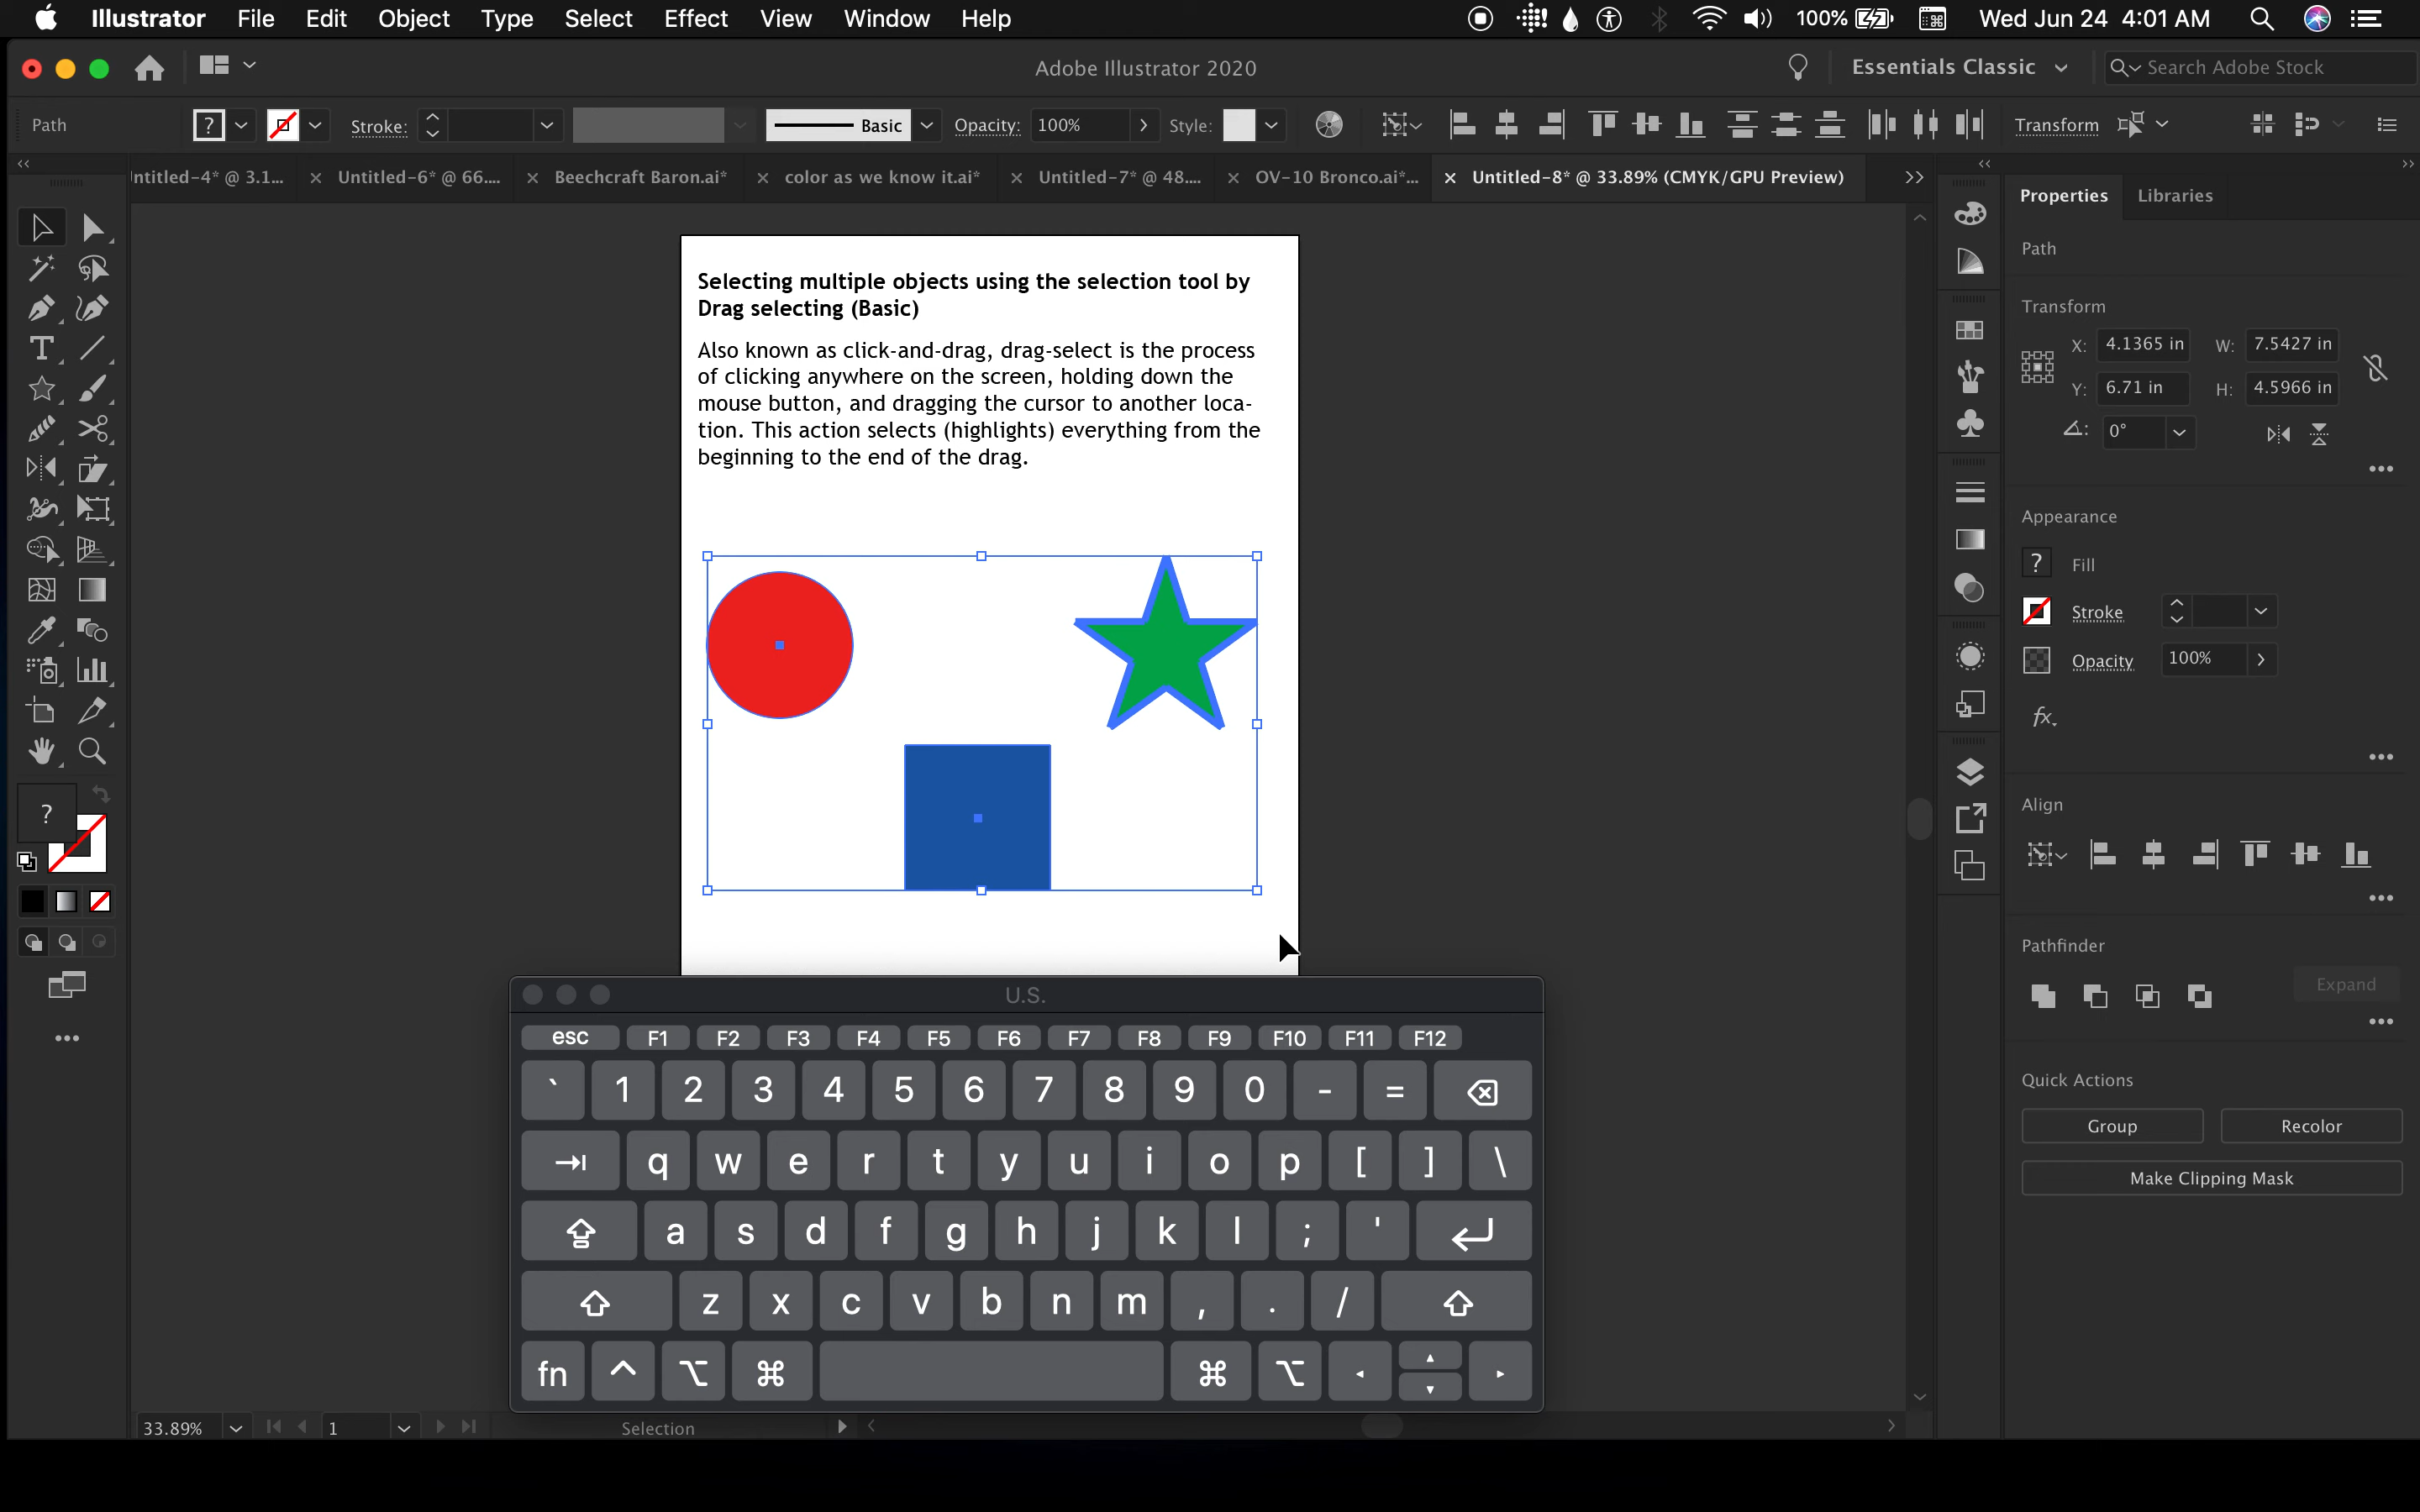 Illustrator File Edit Object Type Select Effect View Window Help 100% Wed Jun 24 4:01 AM
Adobe Illustrator 2020 Essentials Classic Search Adobe Stock
Path ? Stroke: Basic Opacity: 100% Style: Transform
ntitled-4* @ 3.1... × Untitled-6* @ 66.... × Beechcraft Baron.ai* × color as we know it.ai* × Untitled-7* @ 48.... × OV-10 Bronco.ai*... × Untitled-8* @ 33.89% (CMYK/GPU Preview)
Properties Libraries
Path
Transform
X: 4.1365 in W: 7.5427 in
Y: 6.71 in H: 4.5966 in
0°
Appearance
? Fill
Stroke
Opacity 100%
fx.
Align
Pathfinder
Expand
Quick Actions
Group Recolor
Make Clipping Mask
Selecting multiple objects using the selection tool by
Drag selecting (Basic)
Also known as click-and-drag, drag-select is the process
of clicking anywhere on the screen, holding down the
mouse button, and dragging the cursor to another loca-
tion. This action selects (highlights) everything from the
beginning to the end of the drag.
?
U.S.
esc F1 F2 F3 F4 F5 F6 F7 F8 F9 F10 F11 F12
` 1 2 3 4 5 6 7 8 9 0 - =
q w e r t y u i o p [ ] \
a s d f g h j k l ; '
z x c v b n m , . /
fn ^ ⌥ ⌘ ⌘ ⌥
33.89% 1 Selection